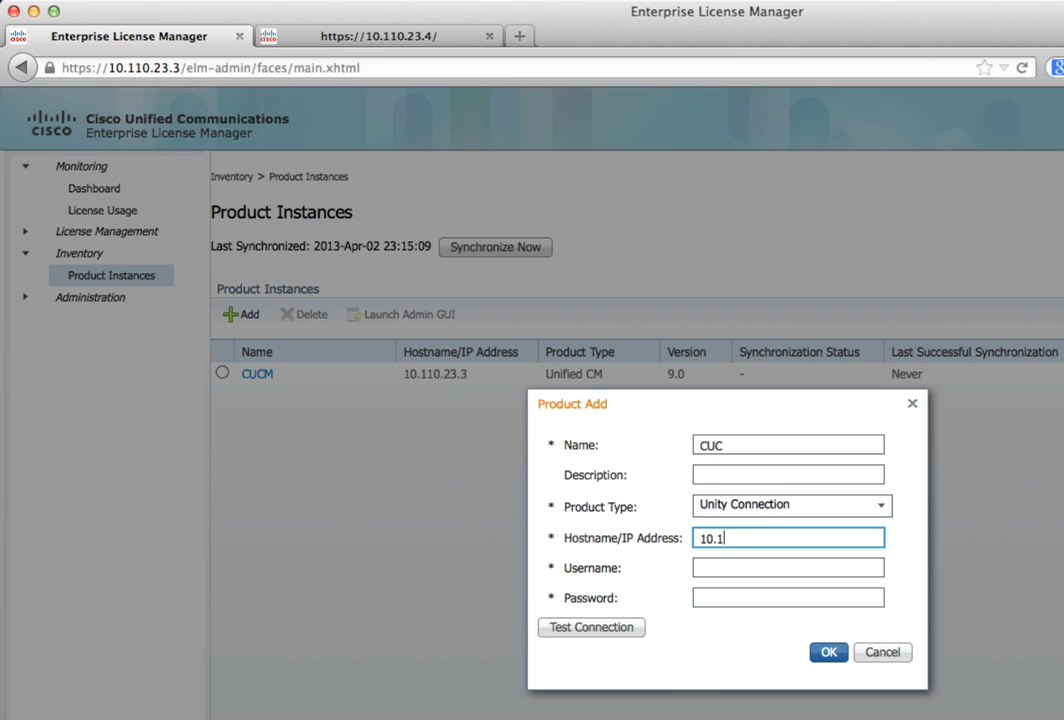 Enterprise License Manager
Enterprise License Manager
https://10.110.23.4/
https://10.110.23.3/elm-admin/faces/main.xhtml
CISCO
Cisco Unified Communications
Enterprise License Manager
Monitoring
Dashboard
License Usage
License Management
Inventory
Product Instances
Administration
Inventory > Product Instances
Product Instances
Last Synchronized: 2013-Apr-02 23:15:09 Synchronize Now
Product Instances
Add Delete Launch Admin GUI
Name Hostname/IP Address Product Type Version Synchronization Status Last Successful Synchronization
CUCM 10.110.23.3 Unified CM 9.0 - Never
Product Add
* Name: CUC
Description:
* Product Type: Unity Connection
* Hostname/IP Address: 10.1
* Username:
* Password:
Test Connection
OK Cancel